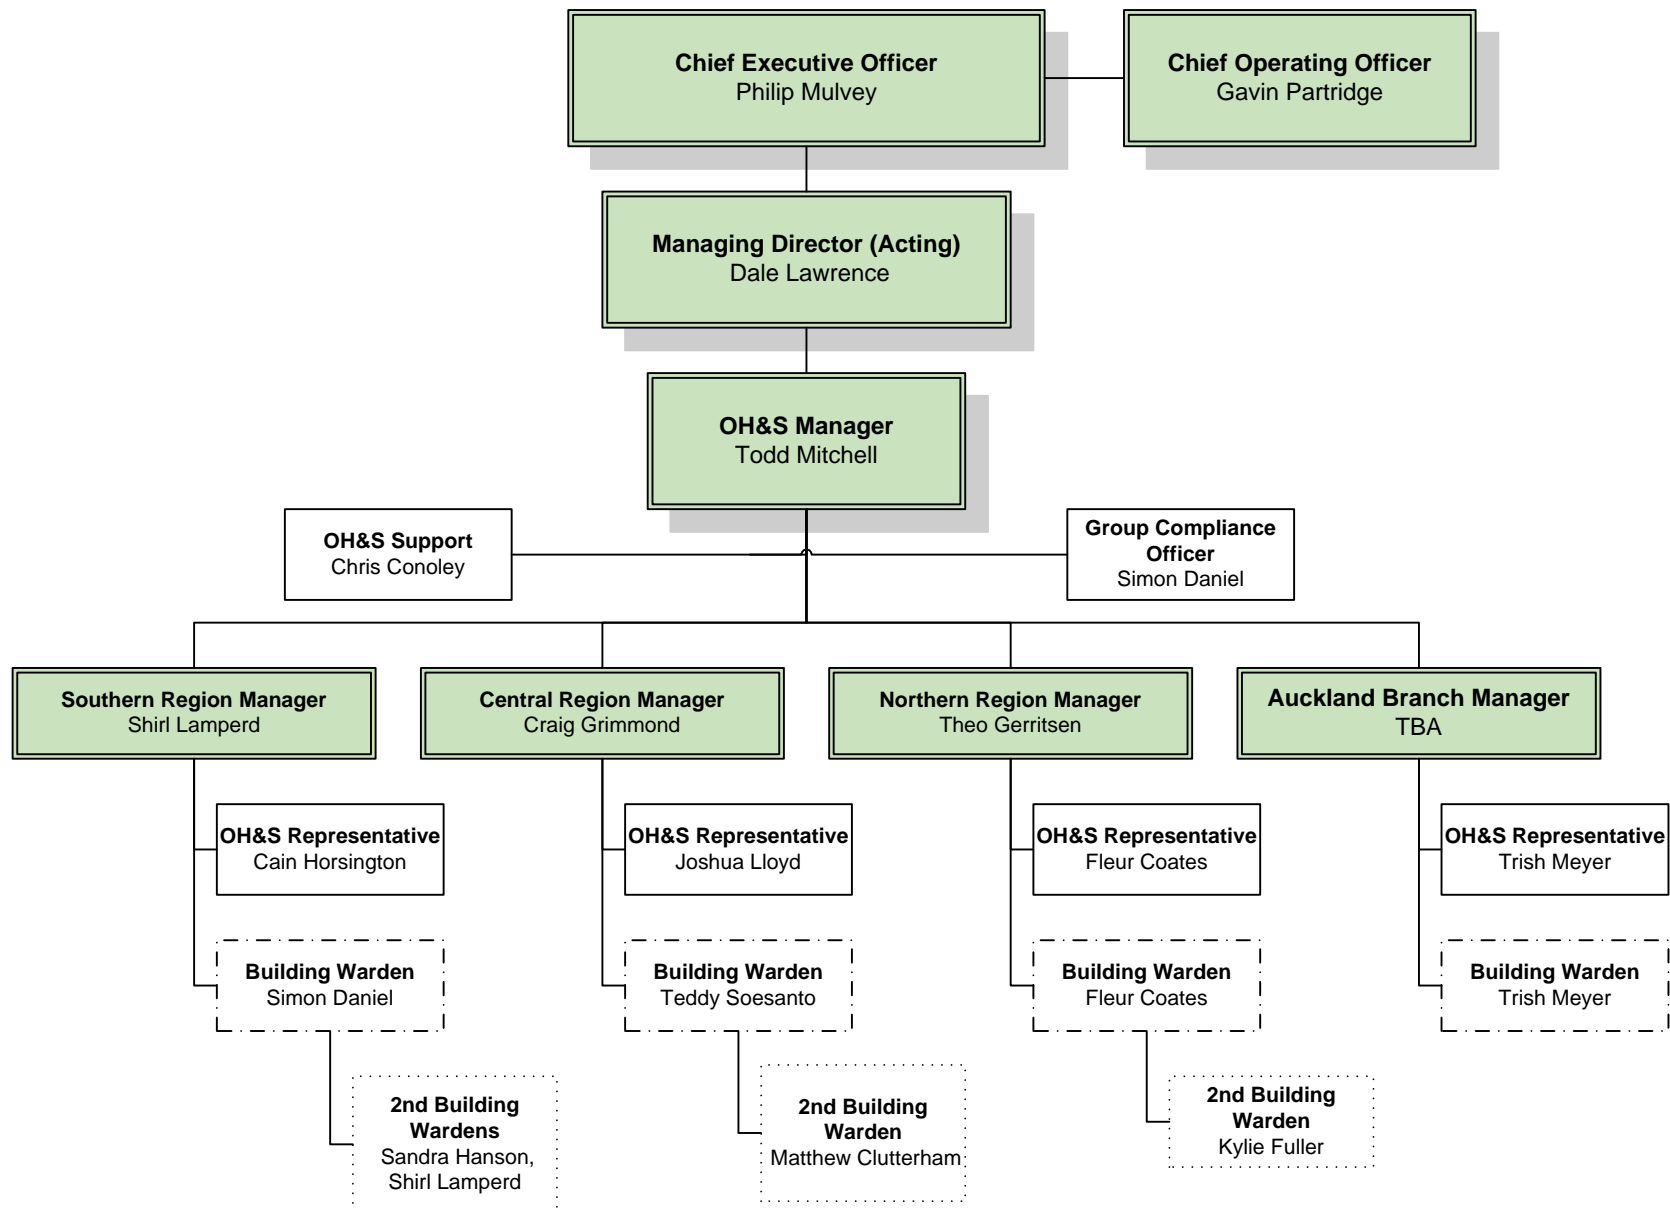 Chief Executive Officer
Philip Mulvey
Chief Operating Officer
Gavin Partridge
Managing Director (Acting)
Dale Lawrence
OH&S Manager
Todd Mitchell
OH&S Support
Chris Conoley
Group Compliance
Officer
Simon Daniel
Southern Region Manager
Shirl Lamperd
Central Region Manager
Craig Grimmond
Northern Region Manager
Theo Gerritsen
Auckland Branch Manager
TBA
OH&S Representative
Cain Horsington
OH&S Representative
Joshua Lloyd
OH&S Representative
Fleur Coates
OH&S Representative
Trish Meyer
Building Warden
Simon Daniel
Building Warden
Teddy Soesanto
Building Warden
Fleur Coates
Building Warden
Trish Meyer
2nd Building
Wardens
Sandra Hanson,
Shirl Lamperd
2nd Building
Warden
Matthew Clutterham
2nd Building
Warden
Kylie Fuller